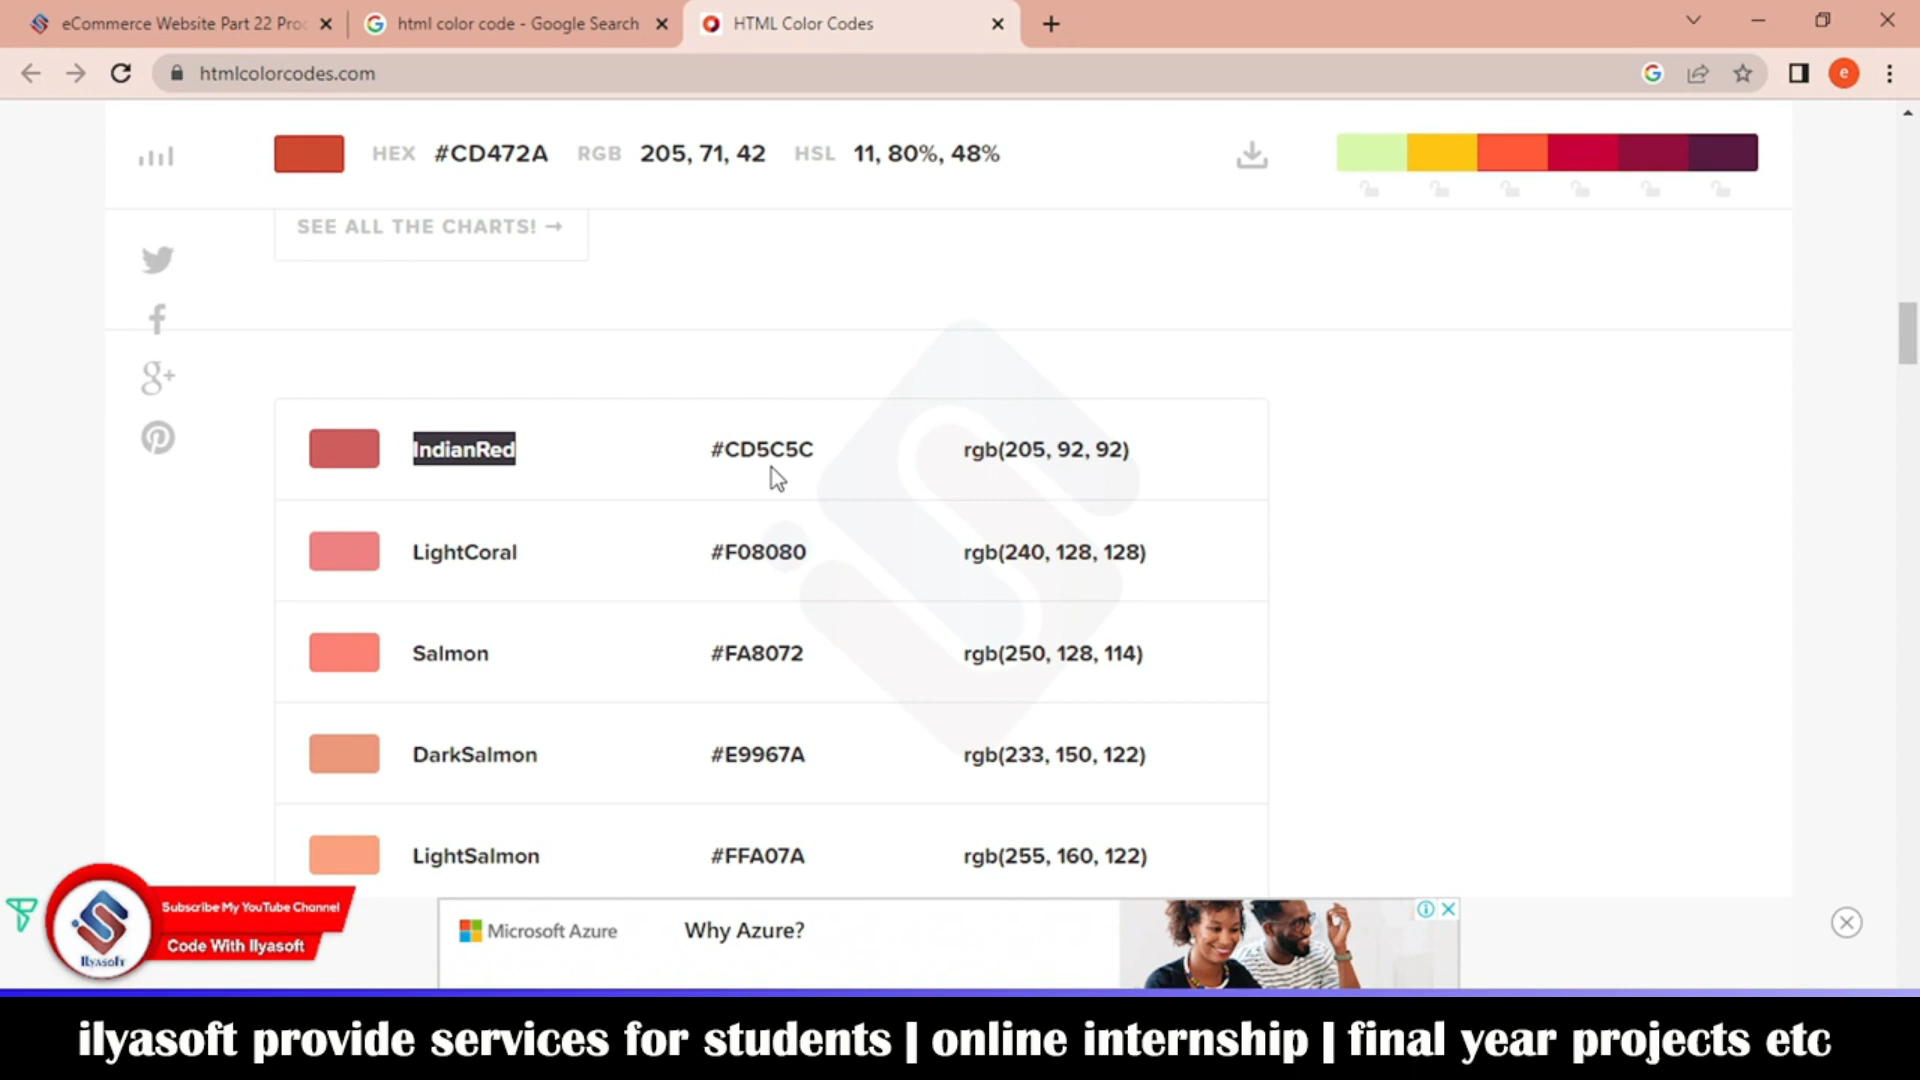 eCommerce Website Part 22 Proc
html color code - Google Search
HTML Color Codes
htmlcolorcodes.com
e
HEX #CD472A RGB 205, 71, 42 HSL 11, 80%, 48%
SEE ALL THE CHARTS! →
g+
IndianRed #CD5C5C rgb(205, 92, 92)
LightCoral #F08080 rgb(240, 128, 128)
Salmon #FA8072 rgb(250, 128, 114)
DarkSalmon #E9967A rgb(233, 150, 122)
LightSalmon #FFA07A rgb(255, 160, 122)
Subscribe My YouTube Channel
Code With Ilyasoft
Ilyasoft
Microsoft Azure
Why Azure?
ilyasoft provide services for students | online internship | final year projects etc